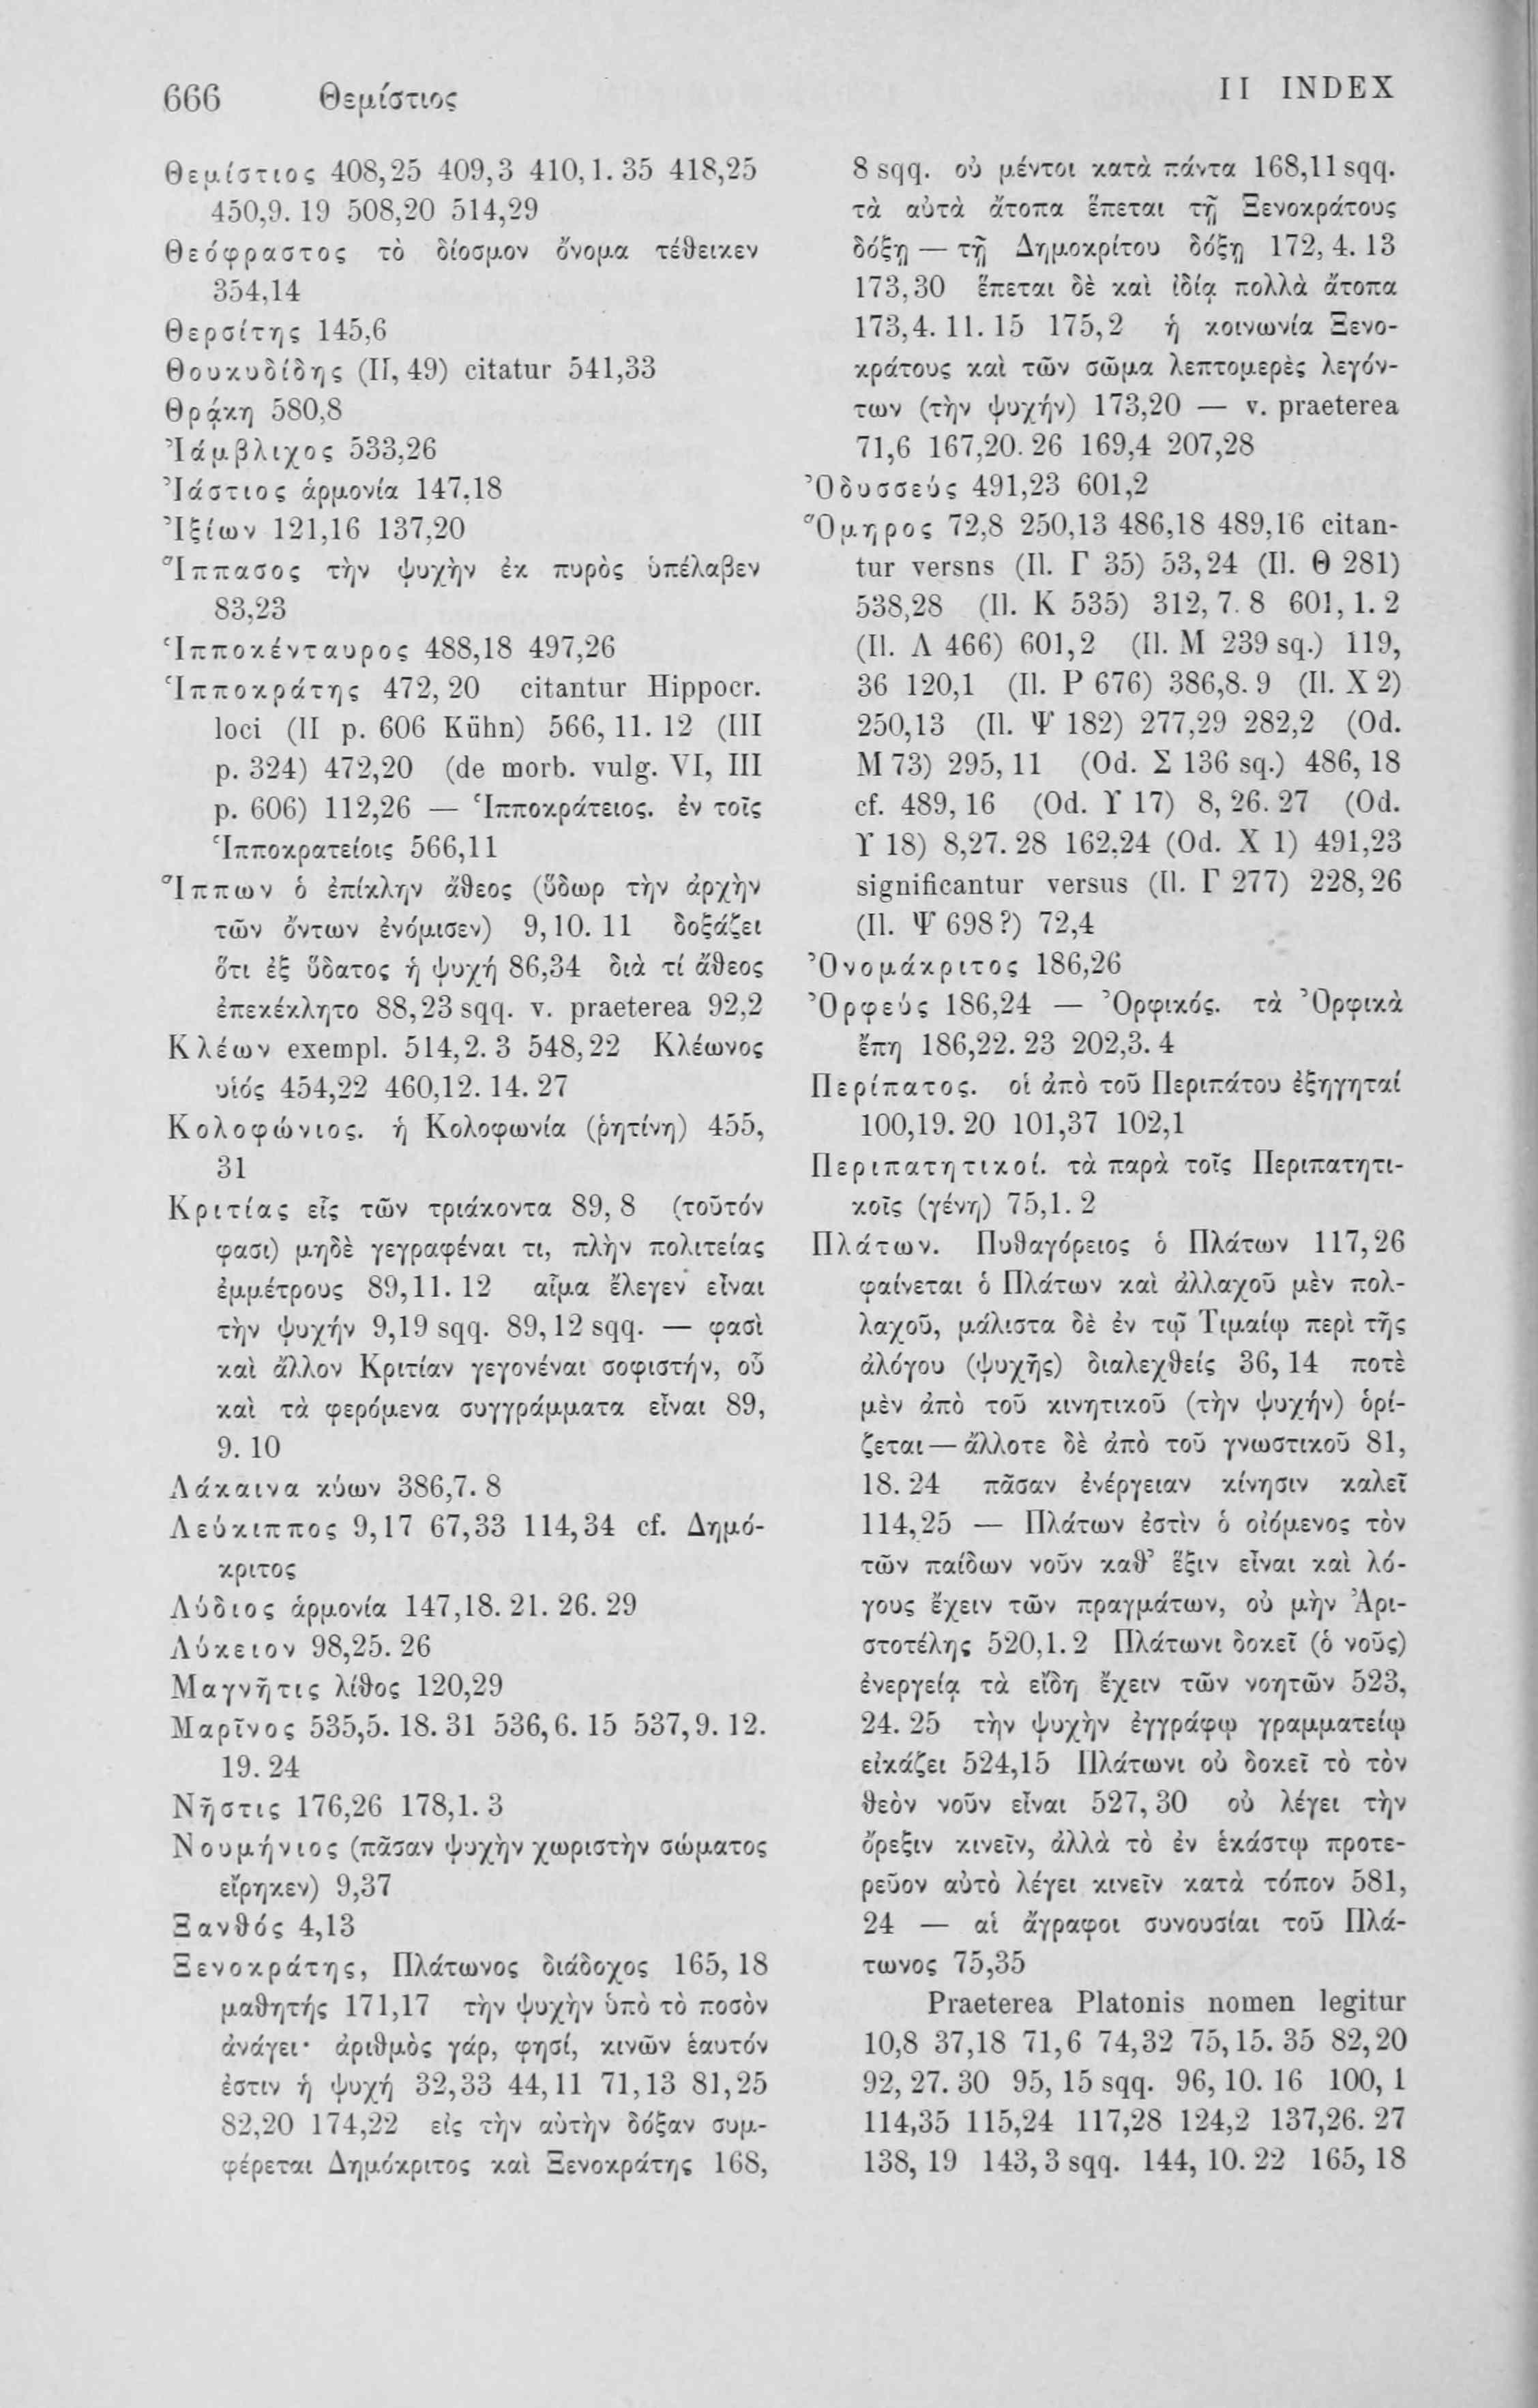 666 Θεμίστιος
II INDEX
Θεμίστιος 408,25 409,3 410,1. 35 418,25
450,9. 19 508,20 514,29
Θεόφραστος τὸ δίοσμον ὄνομα τέθεικεν
354,14
Θερσίτης 145,6
Θουκυδίδης (II, 49) citatur 541,33
Θρᾴκη 580,8
Ἰάμβλιχος 533,26
Ἰάστιος ἁρμονία 147,18
Ἰξίων 121,16 137,20
Ἵππασος τὴν ψυχὴν ἐκ πυρὸς ὑπέλαβεν
83,23
Ἱπποκένταυρος 488,18 497,26
Ἱπποκράτης 472, 20 citantur Hippocr.
loci (II p. 606 Kühn) 566, 11. 12 (III
p. 324) 472,20 (de morb. vulg. VI, III
p. 606) 112,26 — Ἱπποκράτειος. ἐν τοῖς
Ἱπποκρατείοις 566,11
Ἵππων ὁ ἐπίκλην ἄθεος (ὕδωρ τὴν ἀρχὴν
τῶν ὄντων ἐνόμισεν) 9,10. 11 δοξάζει
ὅτι ἐξ ὕδατος ἡ ψυχή 86,34 διὰ τί ἄθεος
ἐπεκέκλητο 88,23 sqq. v. praeterea 92,2
Κλέων exempl. 514,2. 3 548,22 Κλέωνος
υἱός 454,22 460,12. 14. 27
Κολοφώνιος. ἡ Κολοφωνία (ῥητίνη) 455,
31
Κριτίας εἷς τῶν τριάκοντα 89, 8 (τοῦτόν
φασι) μηδὲ γεγραφέναι τι, πλὴν πολιτείας
ἐμμέτρους 89,11. 12 αἷμα ἔλεγεν εἶναι
τὴν ψυχήν 9,19 sqq. 89,12 sqq. — φασὶ
καὶ ἄλλον Κριτίαν γεγονέναι σοφιστήν, οὗ
καὶ τὰ φερόμενα συγγράμματα εἶναι 89,
9. 10
Λάκαινα κύων 386,7. 8
Λεύκιππος 9,17 67,33 114,34 cf. Δημό-
κριτος
Λύδιος ἁρμονία 147,18. 21. 26. 29
Λύκειον 98,25. 26
Μαγνῆτις λίθος 120,29
Μαρῖνος 535,5. 18. 31 536,6. 15 537,9. 12.
19. 24
Νῆστις 176,26 178,1. 3
Νουμήνιος (πᾶσαν ψυχὴν χωριστὴν σώματος
εἴρηκεν) 9,37
Ξανθός 4,13
Ξενοκράτης, Πλάτωνος διάδοχος 165, 18
μαθητής 171,17 τὴν ψυχὴν ὑπὸ τὸ ποσὸν
ἀνάγει· ἀριθμὸς γάρ, φησί, κινῶν ἑαυτόν
ἐστιν ἡ ψυχή 32,33 44,11 71,13 81,25
82,20 174,22 εἰς τὴν αὐτὴν δόξαν συμ-
φέρεται Δημόκριτος καὶ Ξενοκράτης 168,
8 sqq. οὐ μέντοι κατὰ πάντα 168,11 sqq.
τὰ αὐτὰ ἄτοπα ἕπεται τῇ Ξενοκράτους
δόξῃ — τῇ Δημοκρίτου δόξῃ 172, 4. 13
173,30 ἕπεται δὲ καὶ ἰδίᾳ πολλὰ ἄτοπα
173,4. 11. 15 175,2 ἡ κοινωνία Ξενο-
κράτους καὶ τῶν σῶμα λεπτομερὲς λεγόν-
των (τὴν ψυχήν) 173,20 — v. praeterea
71,6 167,20. 26 169,4 207,28
Ὀδυσσεύς 491,23 601,2
Ὅμηρος 72,8 250,13 486,18 489,16 citan-
tur versns (Il. Γ 35) 53,24 (Il. Θ 281)
538,28 (Il. Κ 535) 312, 7. 8 601, 1. 2
(Il. Λ 466) 601,2 (Il. Μ 239 sq.) 119,
36 120,1 (Il. Ρ 676) 386,8. 9 (Il. Χ 2)
250,13 (Il. Ψ 182) 277,29 282,2 (Od.
Μ 73) 295, 11 (Od. Σ 136 sq.) 486, 18
cf. 489, 16 (Od. Υ 17) 8, 26. 27 (Od.
Υ 18) 8,27. 28 162,24 (Od. Χ 1) 491,23
significantur versus (Il. Γ 277) 228,26
(Il. Ψ 698?) 72,4
Ὀνομάκριτος 186,26
Ὀρφεύς 186,24 — Ὀρφικός. τὰ Ὀρφικὰ
ἔπη 186,22. 23 202,3. 4
Περίπατος. οἱ ἀπὸ τοῦ Περιπάτου ἐξηγηταί
100,19. 20 101,37 102,1
Περιπατητικοί. τὰ παρὰ τοῖς Περιπατητι-
κοῖς (γένη) 75,1. 2
Πλάτων. Πυθαγόρειος ὁ Πλάτων 117,26
φαίνεται ὁ Πλάτων καὶ ἀλλαχοῦ μὲν πολ-
λαχοῦ, μάλιστα δὲ ἐν τῷ Τιμαίῳ περὶ τῆς
ἀλόγου (ψυχῆς) διαλεχθείς 36, 14 ποτὲ
μὲν ἀπὸ τοῦ κινητικοῦ (τὴν ψυχήν) ὁρί-
ζεται — ἄλλοτε δὲ ἀπὸ τοῦ γνωστικοῦ 81,
18. 24 πᾶσαν ἐνέργειαν κίνησιν καλεῖ
114,25 — Πλάτων ἐστὶν ὁ οἰόμενος τὸν
τῶν παίδων νοῦν καθ’ ἕξιν εἶναι καὶ λό-
γους ἔχειν τῶν πραγμάτων, οὐ μὴν Ἀρι-
στοτέλης 520,1. 2 Πλάτωνι δοκεῖ (ὁ νοῦς)
ἐνεργείᾳ τὰ εἴδη ἔχειν τῶν νοητῶν 523,
24. 25 τὴν ψυχὴν ἐγγράφῳ γραμματείῳ
εἰκάζει 524,15 Πλάτωνι οὐ δοκεῖ τὸ τὸν
θεὸν νοῦν εἶναι 527, 30 οὐ λέγει τὴν
ὄρεξιν κινεῖν, ἀλλὰ τὸ ἐν ἑκάστῳ προτε-
ρεῦον αὐτὸ λέγει κινεῖν κατὰ τόπον 581,
24 — αἱ ἄγραφοι συνουσίαι τοῦ Πλά-
τωνος 75,35
Praeterea Platonis nomen legitur
10,8 37,18 71,6 74,32 75,15. 35 82,20
92, 27. 30 95, 15 sqq. 96, 10. 16 100, 1
114,35 115,24 117,28 124,2 137,26. 27
138, 19 143, 3 sqq. 144, 10. 22 165, 18